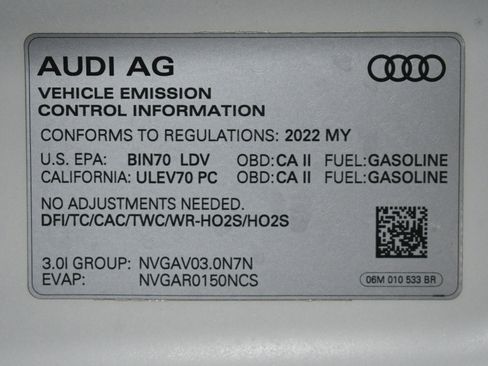 AUDI AG
VEHICLE EMISSION
CONTROL INFORMATION
CONFORMS TO REGULATIONS: 2022 MY
U.S. EPA: BIN70 LDV OBD: CA II FUEL: GASOLINE
CALIFORNIA: ULEV70 PC OBD: CA II FUEL: GASOLINE
NO ADJUSTMENTS NEEDED.
DFI/TC/CAC/TWC/WR-HO2S/HO2S
3.0l GROUP: NVGAV03.0N7N
EVAP: NVGAR0150NCS
06M 010 533 BR